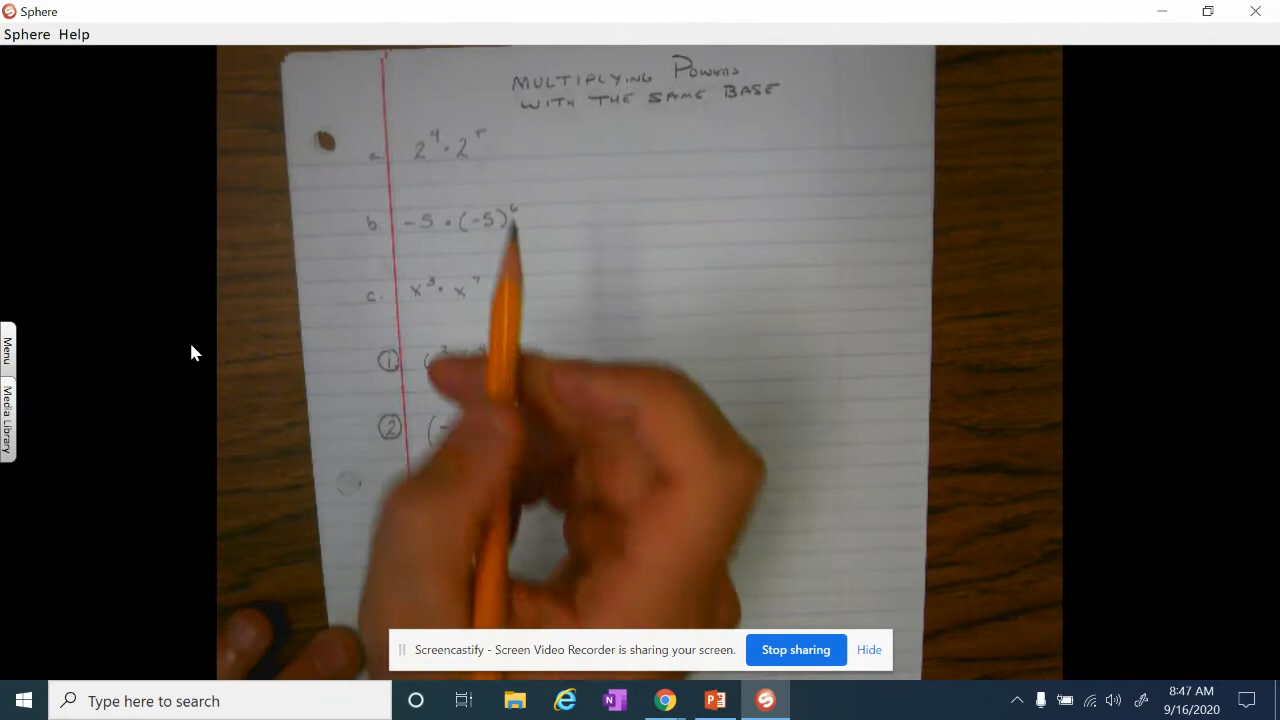 Sphere
Sphere Help
MULTIPLYING POWERS
WITH THE SAME BASE
a. 2⁴ · 2⁵
b. -5 · (-5)⁶
c. x³ · x⁷
①
② (-
Menu
Media Library
Screencastify - Screen Video Recorder is sharing your screen.
Stop sharing
Hide
Type here to search
8:47 AM
9/16/2020